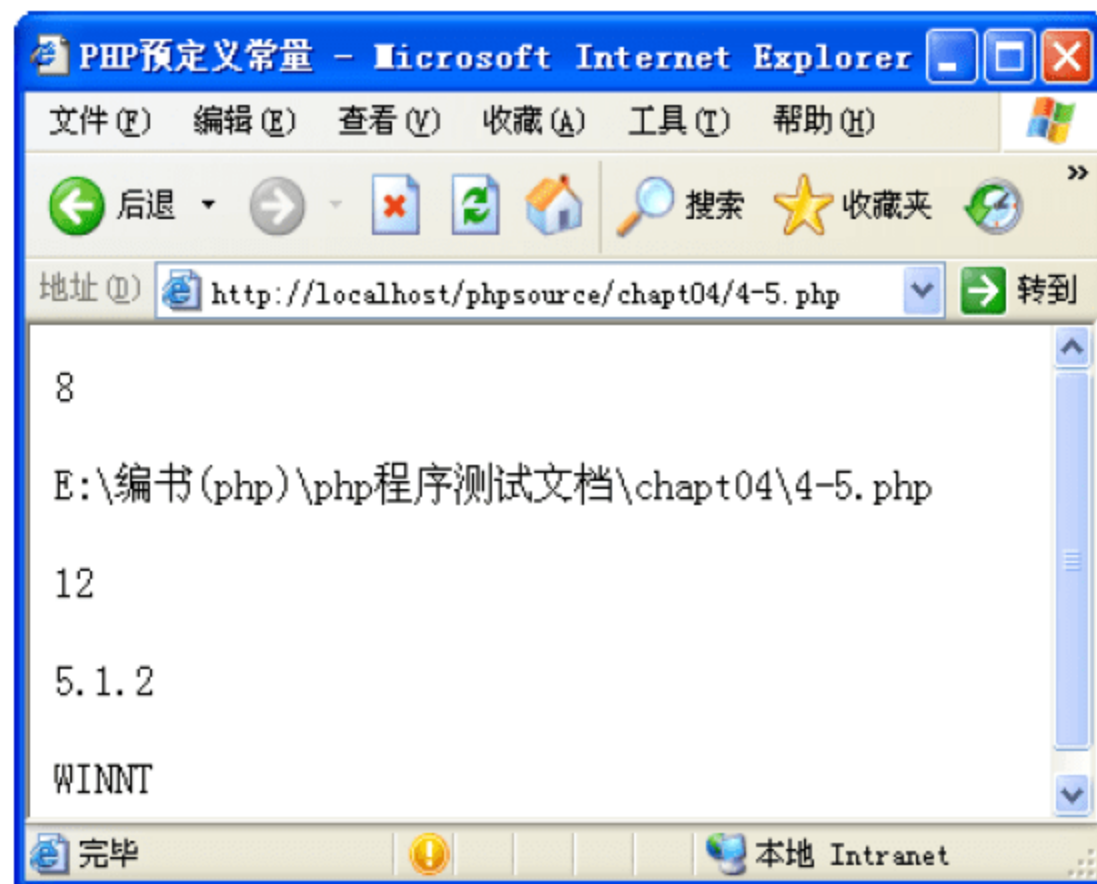 PHP预定义常量 - Microsoft Internet Explorer
文件(F) 编辑(E) 查看(V) 收藏(A) 工具(T) 帮助(H)
后退 搜索 收藏夹 »
地址(D) http://localhost/phpsource/chapt04/4-5.php 转到
8
E:\编书(php)\php程序测试文档\chapt04\4-5.php
12
5.1.2
WINNT
完毕 本地 Intranet